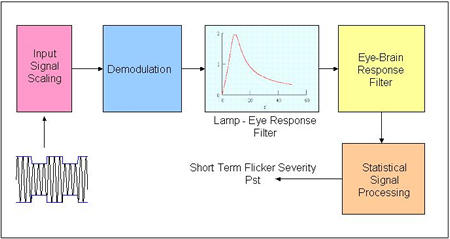 Input
Signal
Scaling
Demodulation
2
1
0
0
20
40
60
Lamp - Eye Response
Filter
Eye-Brain
Response
Filter
Statistical
Signal
Processing
Short Term Flicker Severity
Pst